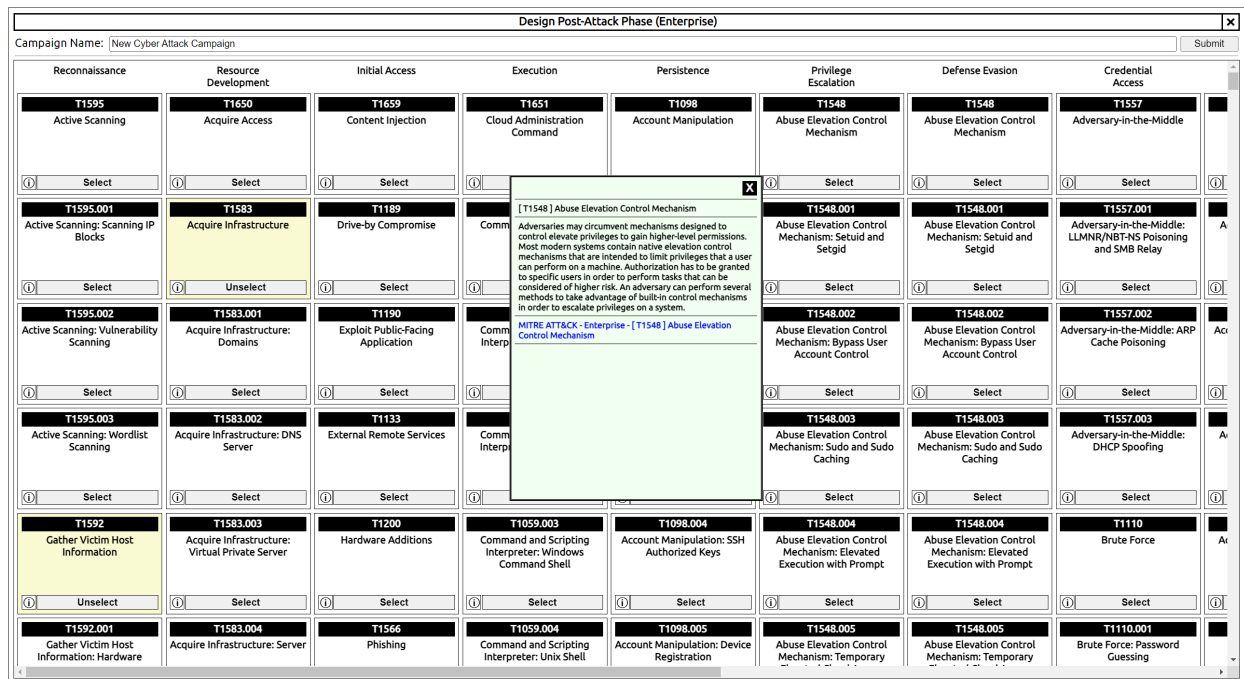 Design Post-Attack Phase (Enterprise)
X
Campaign Name: New Cyber Attack Campaign
Submit
Reconnaissance
Resource
Development
Initial Access
Execution
Persistence
Privilege
Escalation
Defense Evasion
Credential
Access
T1595
Active Scanning
Select
T1650
Acquire Access
Select
T1659
Content Injection
Select
T1651
Cloud Administration
Command
T1098
Account Manipulation
T1548
Abuse Elevation Control
Mechanism
Select
T1548
Abuse Elevation Control
Mechanism
Select
T1557
Adversary-in-the-Middle
Select
X
[ T1548 ] Abuse Elevation Control Mechanism
Adversaries may circumvent mechanisms designed to
control elevate privileges to gain higher-level permissions.
Most modern systems contain native elevation control
mechanisms that are intended to limit privileges that a user
can perform on a machine. Authorization has to be granted
to specific users in order to perform tasks that can be
considered of higher risk. An adversary can perform several
methods to take advantage of built-in control mechanisms
in order to escalate privileges on a system.
MITRE ATT&CK - Enterprise - [ T1548 ] Abuse Elevation
Control Mechanism
T1595.001
Active Scanning: Scanning IP
Blocks
Select
T1583
Acquire Infrastructure
Unselect
T1189
Drive-by Compromise
Select
Comm
T1548.001
Abuse Elevation Control
Mechanism: Setuid and
Setgid
Select
T1548.001
Abuse Elevation Control
Mechanism: Setuid and
Setgid
Select
T1557.001
Adversary-in-the-Middle:
LLMNR/NBT-NS Poisoning
and SMB Relay
Select
T1595.002
Active Scanning: Vulnerability
Scanning
Select
T1583.001
Acquire Infrastructure:
Domains
Select
T1190
Exploit Public-Facing
Application
Select
Comm
Interp
T1548.002
Abuse Elevation Control
Mechanism: Bypass User
Account Control
Select
T1548.002
Abuse Elevation Control
Mechanism: Bypass User
Account Control
Select
T1557.002
Adversary-in-the-Middle: ARP
Cache Poisoning
Select
T1595.003
Active Scanning: Wordlist
Scanning
Select
T1583.002
Acquire Infrastructure: DNS
Server
Select
T1133
External Remote Services
Select
Comm
Interp
T1548.003
Abuse Elevation Control
Mechanism: Sudo and Sudo
Caching
Select
T1548.003
Abuse Elevation Control
Mechanism: Sudo and Sudo
Caching
Select
T1557.003
Adversary-in-the-Middle:
DHCP Spoofing
Select
T1592
Gather Victim Host
Information
Unselect
T1583.003
Acquire Infrastructure:
Virtual Private Server
Select
T1200
Hardware Additions
Select
T1059.003
Command and Scripting
Interpreter: Windows
Command Shell
Select
T1098.004
Account Manipulation: SSH
Authorized Keys
Select
T1548.004
Abuse Elevation Control
Mechanism: Elevated
Execution with Prompt
Select
T1548.004
Abuse Elevation Control
Mechanism: Elevated
Execution with Prompt
Select
T1110
Brute Force
Select
T1592.001
Gather Victim Host
Information: Hardware
T1583.004
Acquire Infrastructure: Server
T1566
Phishing
T1059.004
Command and Scripting
Interpreter: Unix Shell
T1098.005
Account Manipulation: Device
Registration
T1548.005
Abuse Elevation Control
Mechanism: Temporary
T1548.005
Abuse Elevation Control
Mechanism: Temporary
T1110.001
Brute Force: Password
Guessing